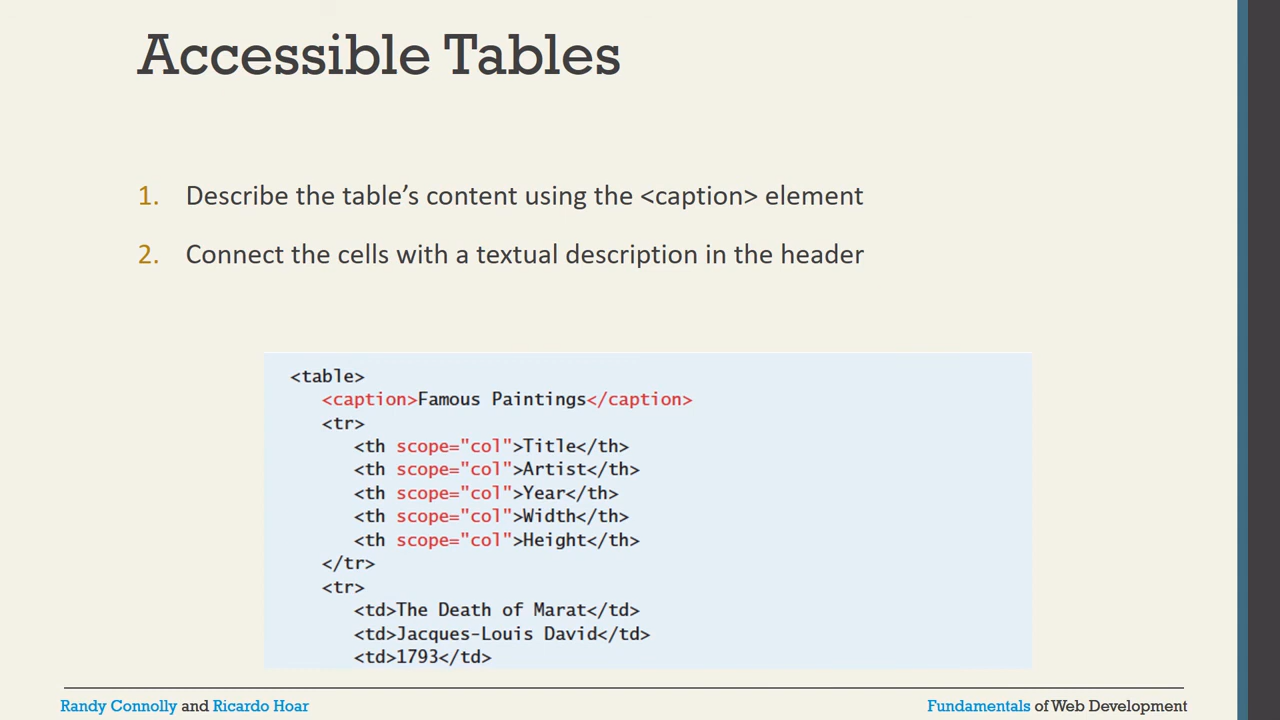 Accessible Tables
1. Describe the table’s content using the <caption> element
2. Connect the cells with a textual description in the header
<table>
<caption>Famous Paintings</caption>
<tr>
<th scope="col">Title</th>
<th scope="col">Artist</th>
<th scope="col">Year</th>
<th scope="col">Width</th>
<th scope="col">Height</th>
</tr>
<tr>
<td>The Death of Marat</td>
<td>Jacques-Louis David</td>
<td>1793</td>
Randy Connolly and Ricardo Hoar
Fundamentals of Web Development